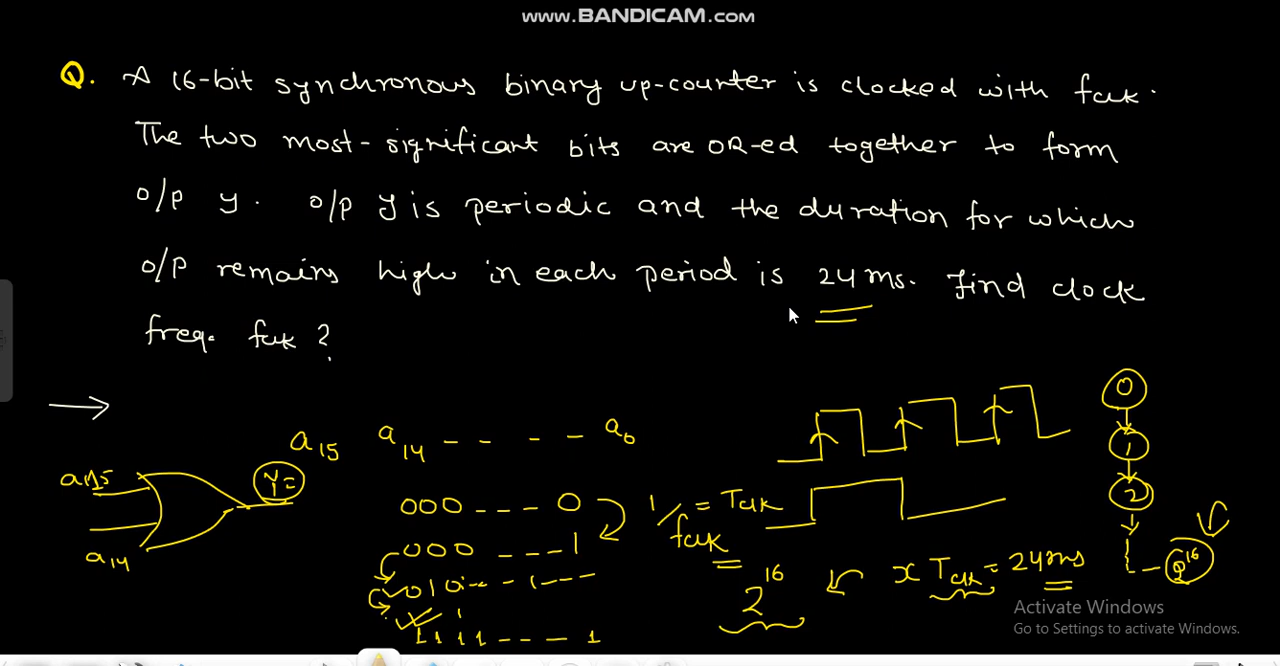 www.BANDICAM.com
Q. A 16-bit synchronous binary up-counter is clocked with fclk.
The two most-significant bits are OR-ed together to form
o/p y. o/p y is periodic and the duration for which
o/p remains high in each period is 24ms. Find clock
freq. fclk ?
a15 a14 - - - - a0
a15
Y=
a14
000 - - - 0
000 - - - 1
1111 - - - - 1
1/fclk = Tclk
2^16
x Tclk = 24ms
0
1
2
2^16
Activate Windows
Go to Settings to activate Windows.